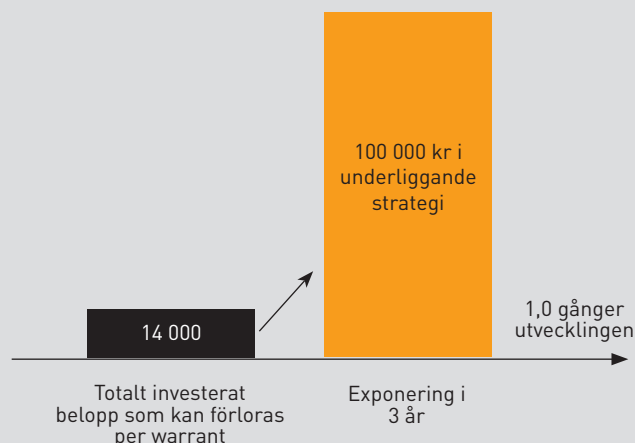 100 000 kr i
underliggande
strategi
14 000
1,0 gånger
utvecklingen
Totalt investerat
belopp som kan förloras
per warrant
Exponering i
3 år